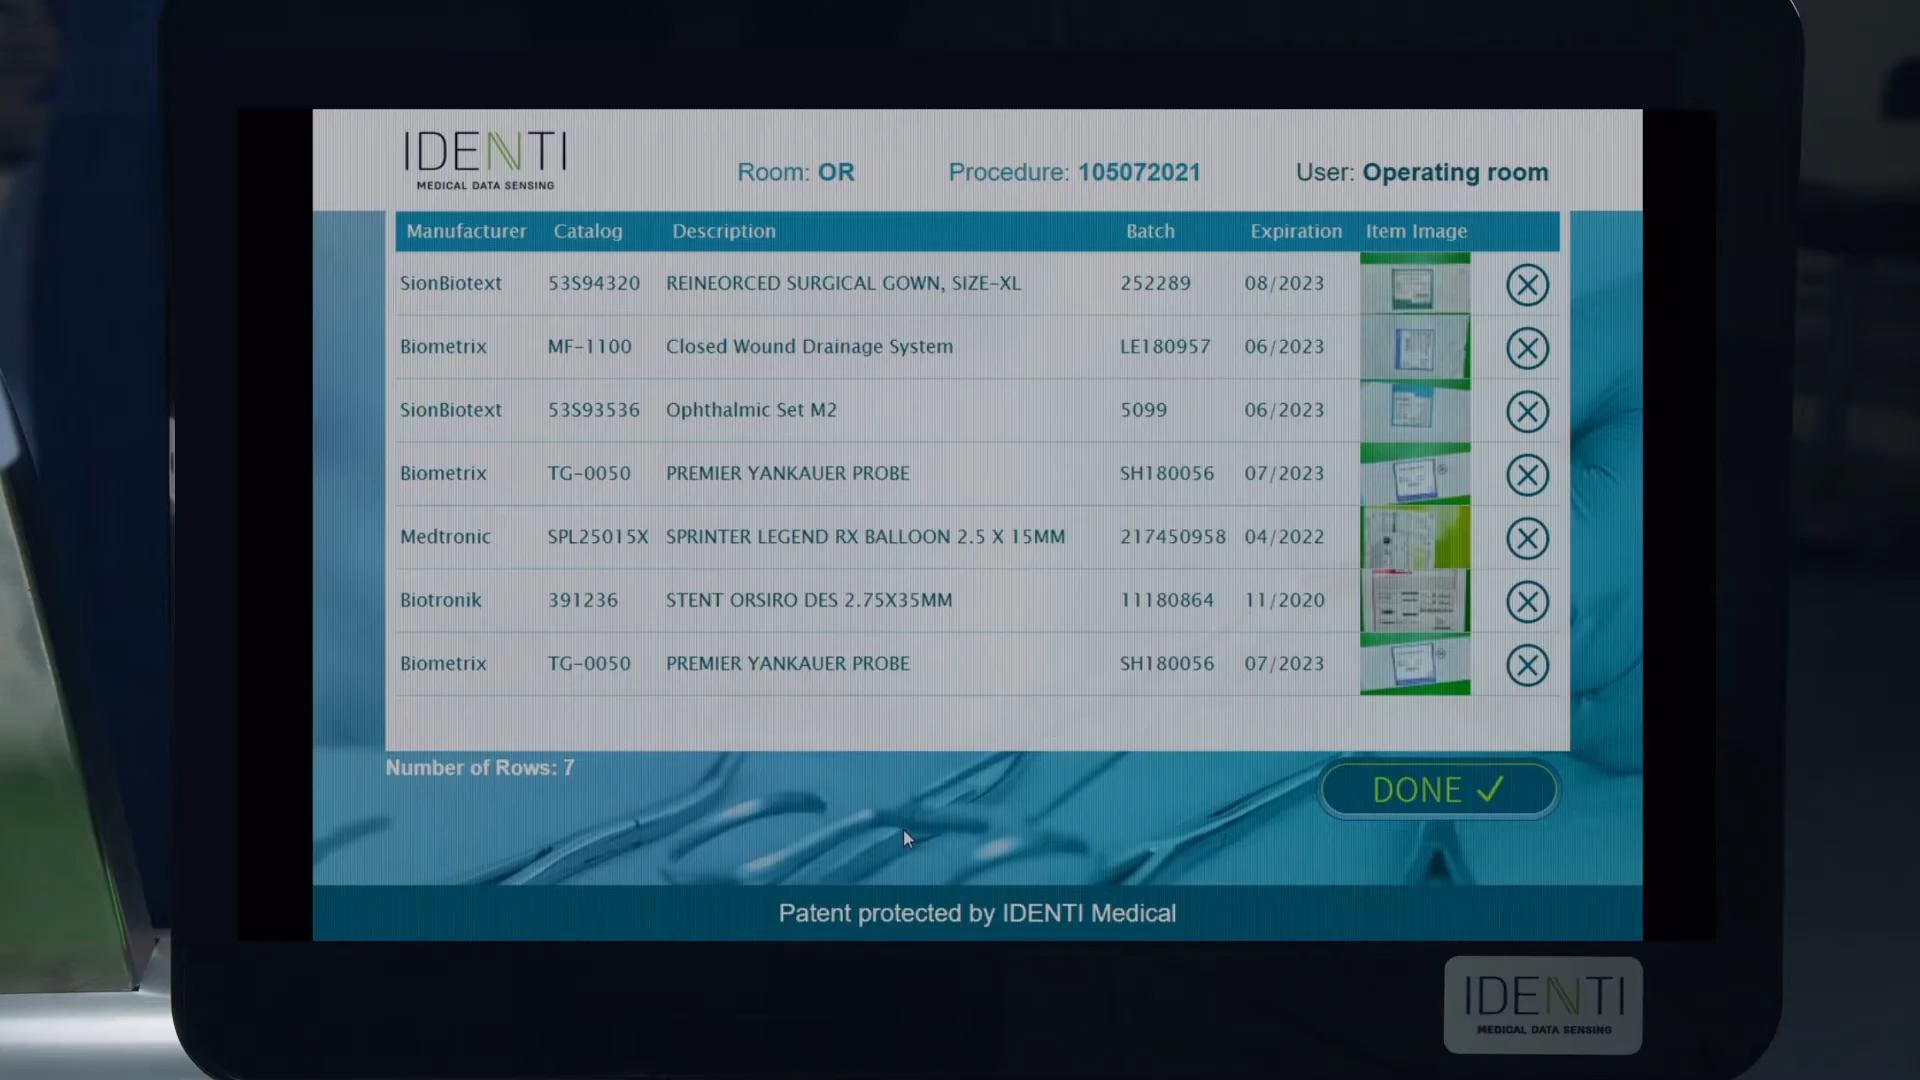 IDENTI
MEDICAL DATA SENSING
Room: OR Procedure: 105072021 User: Operating room
Manufacturer Catalog Description Batch Expiration Item Image
SionBiotext 53S94320 REINEORCED SURGICAL GOWN, SIZE-XL 252289 08/2023
Biometrix MF-1100 Closed Wound Drainage System LE180957 06/2023
SionBiotext 53S93536 Ophthalmic Set M2 5099 06/2023
Biometrix TG-0050 PREMIER YANKAUER PROBE SH180056 07/2023
Medtronic SPL25015X SPRINTER LEGEND RX BALLOON 2.5 X 15MM 217450958 04/2022
Biotronik 391236 STENT ORSIRO DES 2.75X35MM 11180864 11/2020
Biometrix TG-0050 PREMIER YANKAUER PROBE SH180056 07/2023
Number of Rows: 7
DONE ✓
Patent protected by IDENTI Medical
IDENTI
MEDICAL DATA SENSING